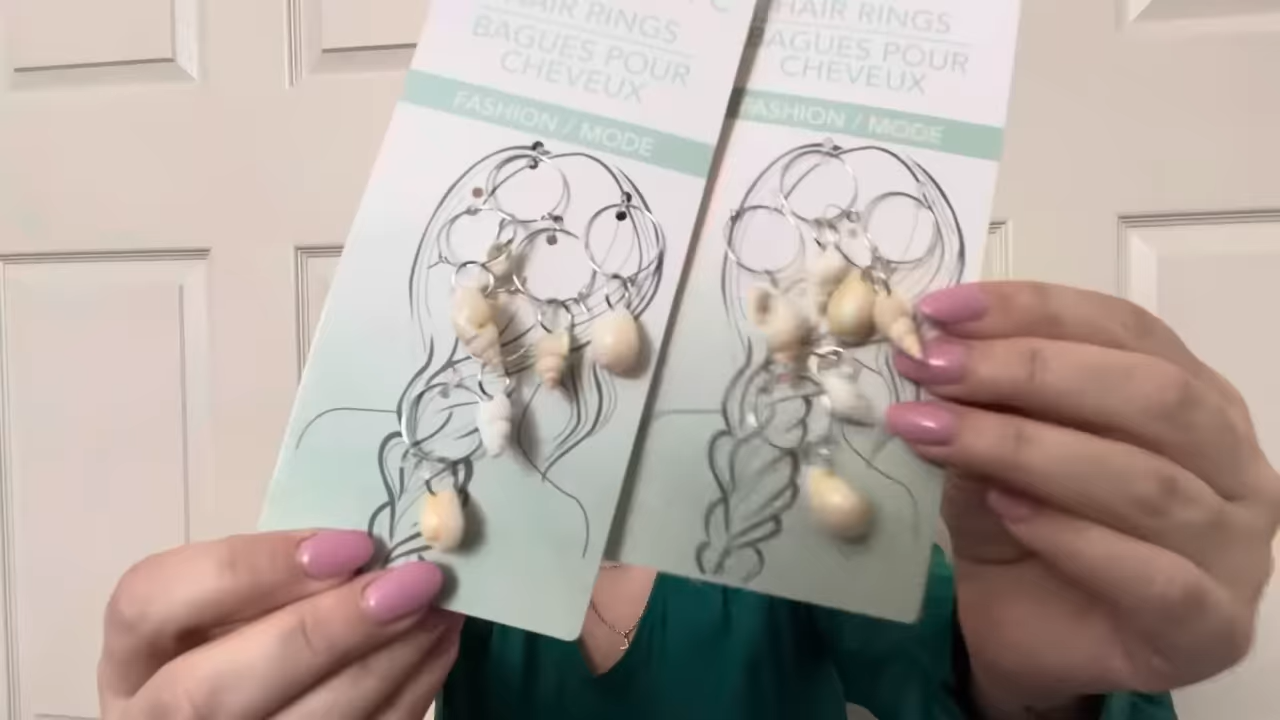 HAIR RINGS
BAGUES POUR
CHEVEUX
FASHION / MODE
HAIR RINGS
BAGUES POUR
CHEVEUX
FASHION / MODE